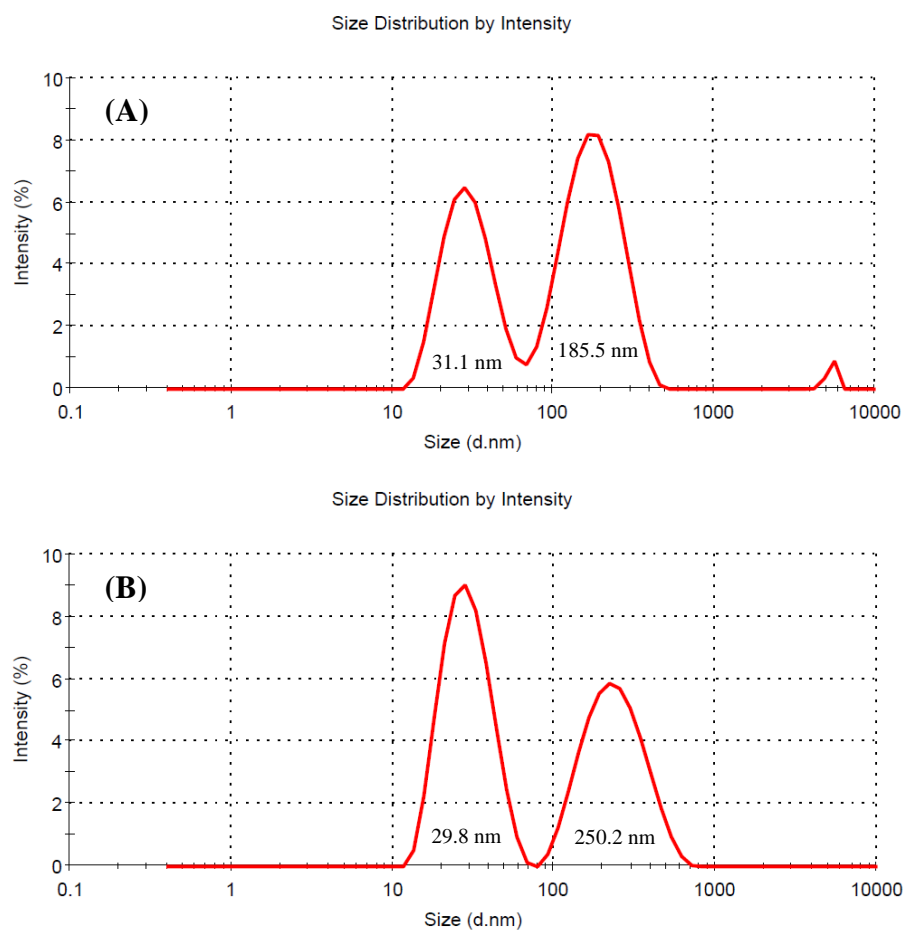 Size Distribution by Intensity
(A)
10
8
6
4
2
0
Intensity (%)
31.1 nm
185.5 nm
0.1 1 10 100 1000 10000
Size (d.nm)
Size Distribution by Intensity
(B)
10
8
6
4
2
0
Intensity (%)
29.8 nm
250.2 nm
0.1 1 10 100 1000 10000
Size (d.nm)